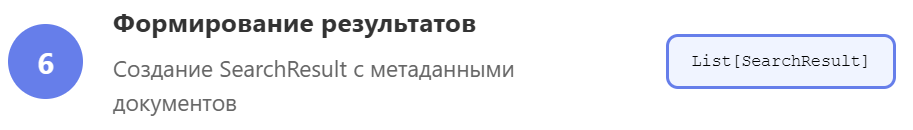 6
Формирование результатов
Создание SearchResult с метаданными
документов
List[SearchResult]